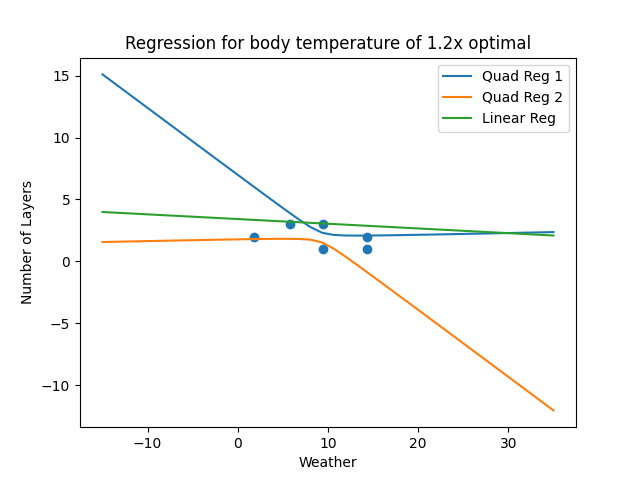 Regression for body temperature of 1.2x optimal
Quad Reg 1
Quad Reg 2
Linear Reg
Number of Layers
15
10
5
0
−5
−10
−10
0
10
20
30
Weather